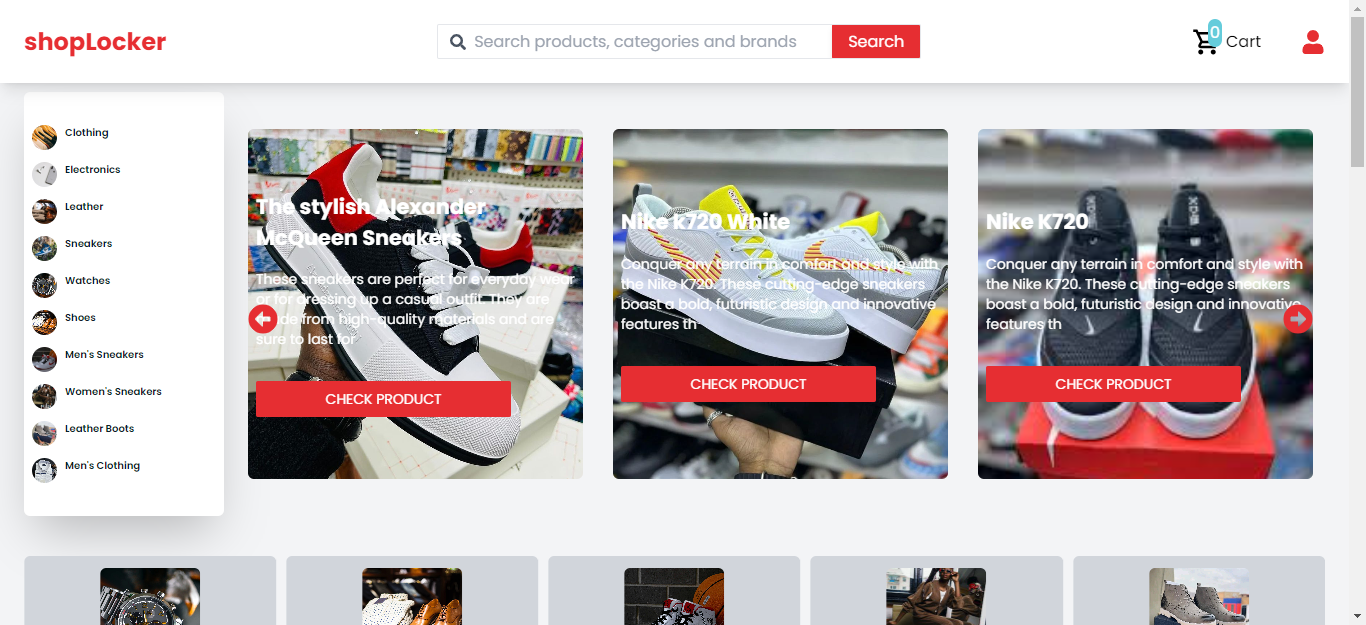 shopLocker
Search products, categories and brands
Search
0
Cart
Clothing
Electronics
Leather
Sneakers
Watches
Shoes
Men's Sneakers
Women's Sneakers
Leather Boots
Men's Clothing
The stylish Alexander
McQueen Sneakers
These sneakers are perfect for everyday wear
or for dressing up a casual outfit. They are
de from high-quality materials and are
sure to last for
CHECK PRODUCT
Nike k720 White
Conquer any terrain in comfort and style with
the Nike K720. These cutting-edge sneakers
boast a bold, futuristic design and innovative
features th
CHECK PRODUCT
Nike K720
Conquer any terrain in comfort and style with
the Nike K720. These cutting-edge sneakers
boast a bold, futuristic design and innovative
features th
CHECK PRODUCT